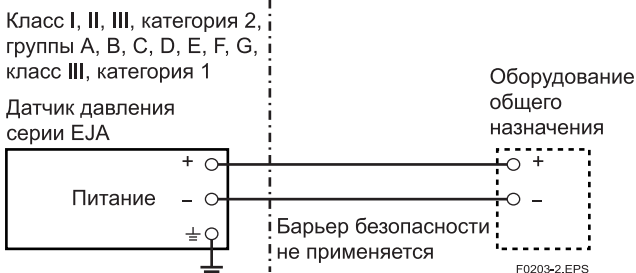 Класс I, II, III, категория 2,
группы A, B, C, D, E, F, G,
класс III, категория 1
Датчик давления
серии EJA
Питание
+
–
Оборудование
общего
назначения
+
–
Барьер безопасности
не применяется
F0203-2.EPS